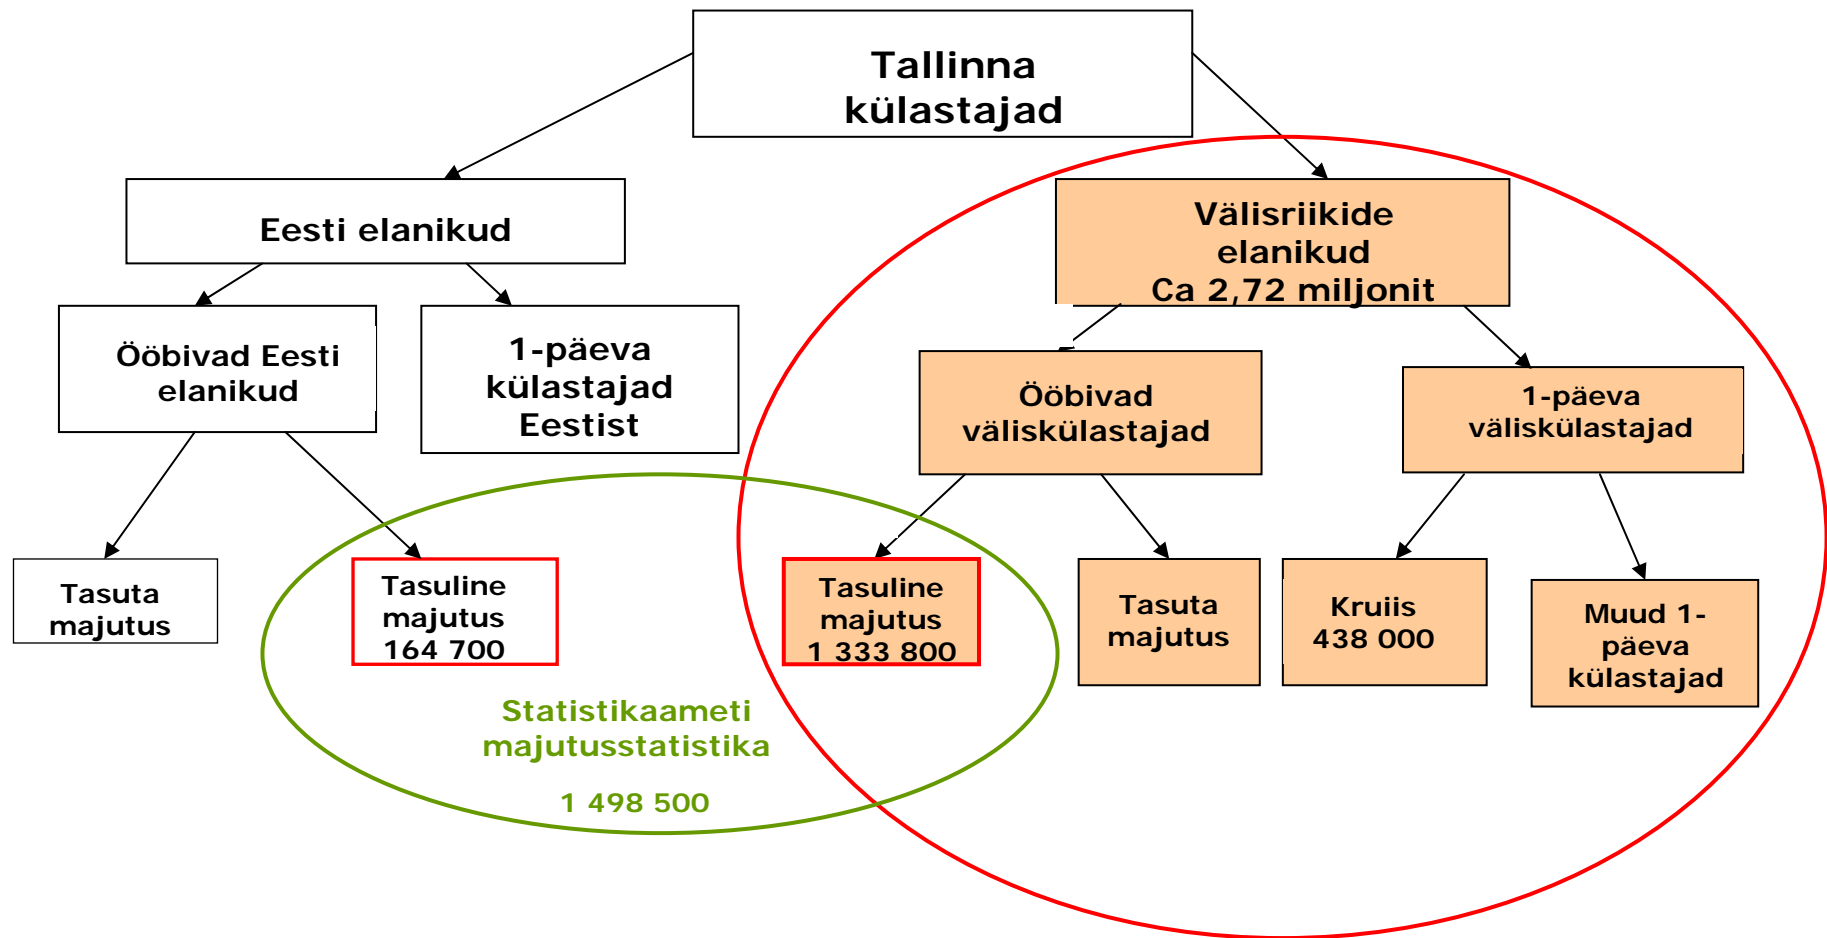 Tallinna
külastajad
Eesti elanikud
Välisriikide
elanikud
Ca 2,72 miljonit
Ööbivad Eesti
elanikud
1-päeva
külastajad
Eestist
Ööbivad
väliskülastajad
1-päeva
väliskülastajad
Tasuta
majutus
Tasuline
majutus
164 700
Tasuline
majutus
1 333 800
Tasuta
majutus
Kruiis
438 000
Muud 1-
päeva
külastajad
Statistikaameti
majutusstatistika
1 498 500